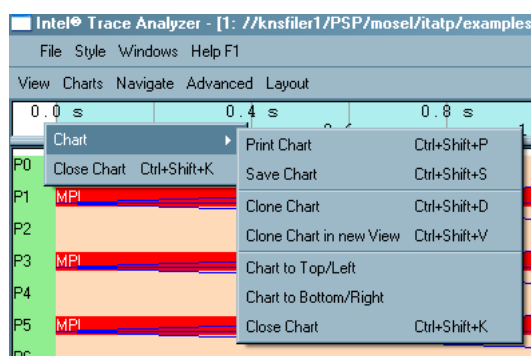 Intel® Trace Analyzer - [1: //knsfiler1/PSP/mosel/itatp/examples
File Style Windows Help F1
View Charts Navigate Advanced Layout
0.0 s 0.4 s 0.8 s
Chart
Close Chart Ctrl+Shift+K
Print Chart Ctrl+Shift+P
Save Chart Ctrl+Shift+S
Clone Chart Ctrl+Shift+D
Clone Chart in new View Ctrl+Shift+V
Chart to Top/Left
Chart to Bottom/Right
Close Chart Ctrl+Shift+K
P0
P1 MPI
P2
P3 MPI
P4
P5 MPI